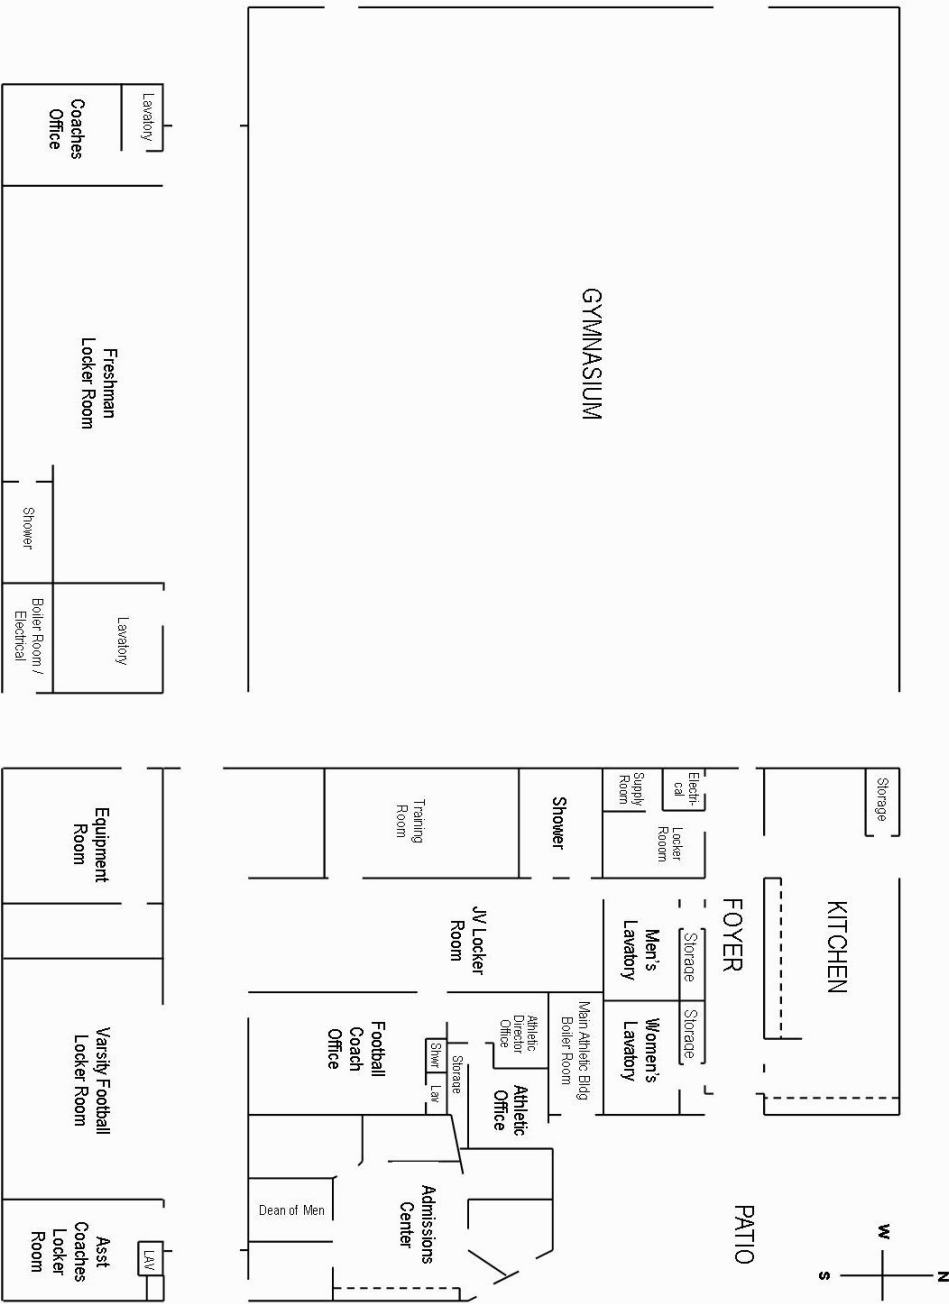 Lavatory
Coaches
Office
GYMNASIUM
Freshman
Locker Room
Shower
Boiler Room /
Electrical
Lavatory
Equipment
Room
Training
Room
Shower
Supply
Room
Electri-
cal
Locker
Rooom
Storage
KITCHEN
FOYER
JV Locker
Room
Men's
Lavatory
Storage
Women's
Lavatory
Storage
Main Athletic Bldg
Boiler Room
Athletic
Director
Office
Athletic
Office
Storage
Shwr
Lav
Football
Coach
Office
Varsity Football
Locker Room
Asst
Coaches
Locker
Room
LAV
Dean of Men
Admissions
Center
PATIO
W
N
S